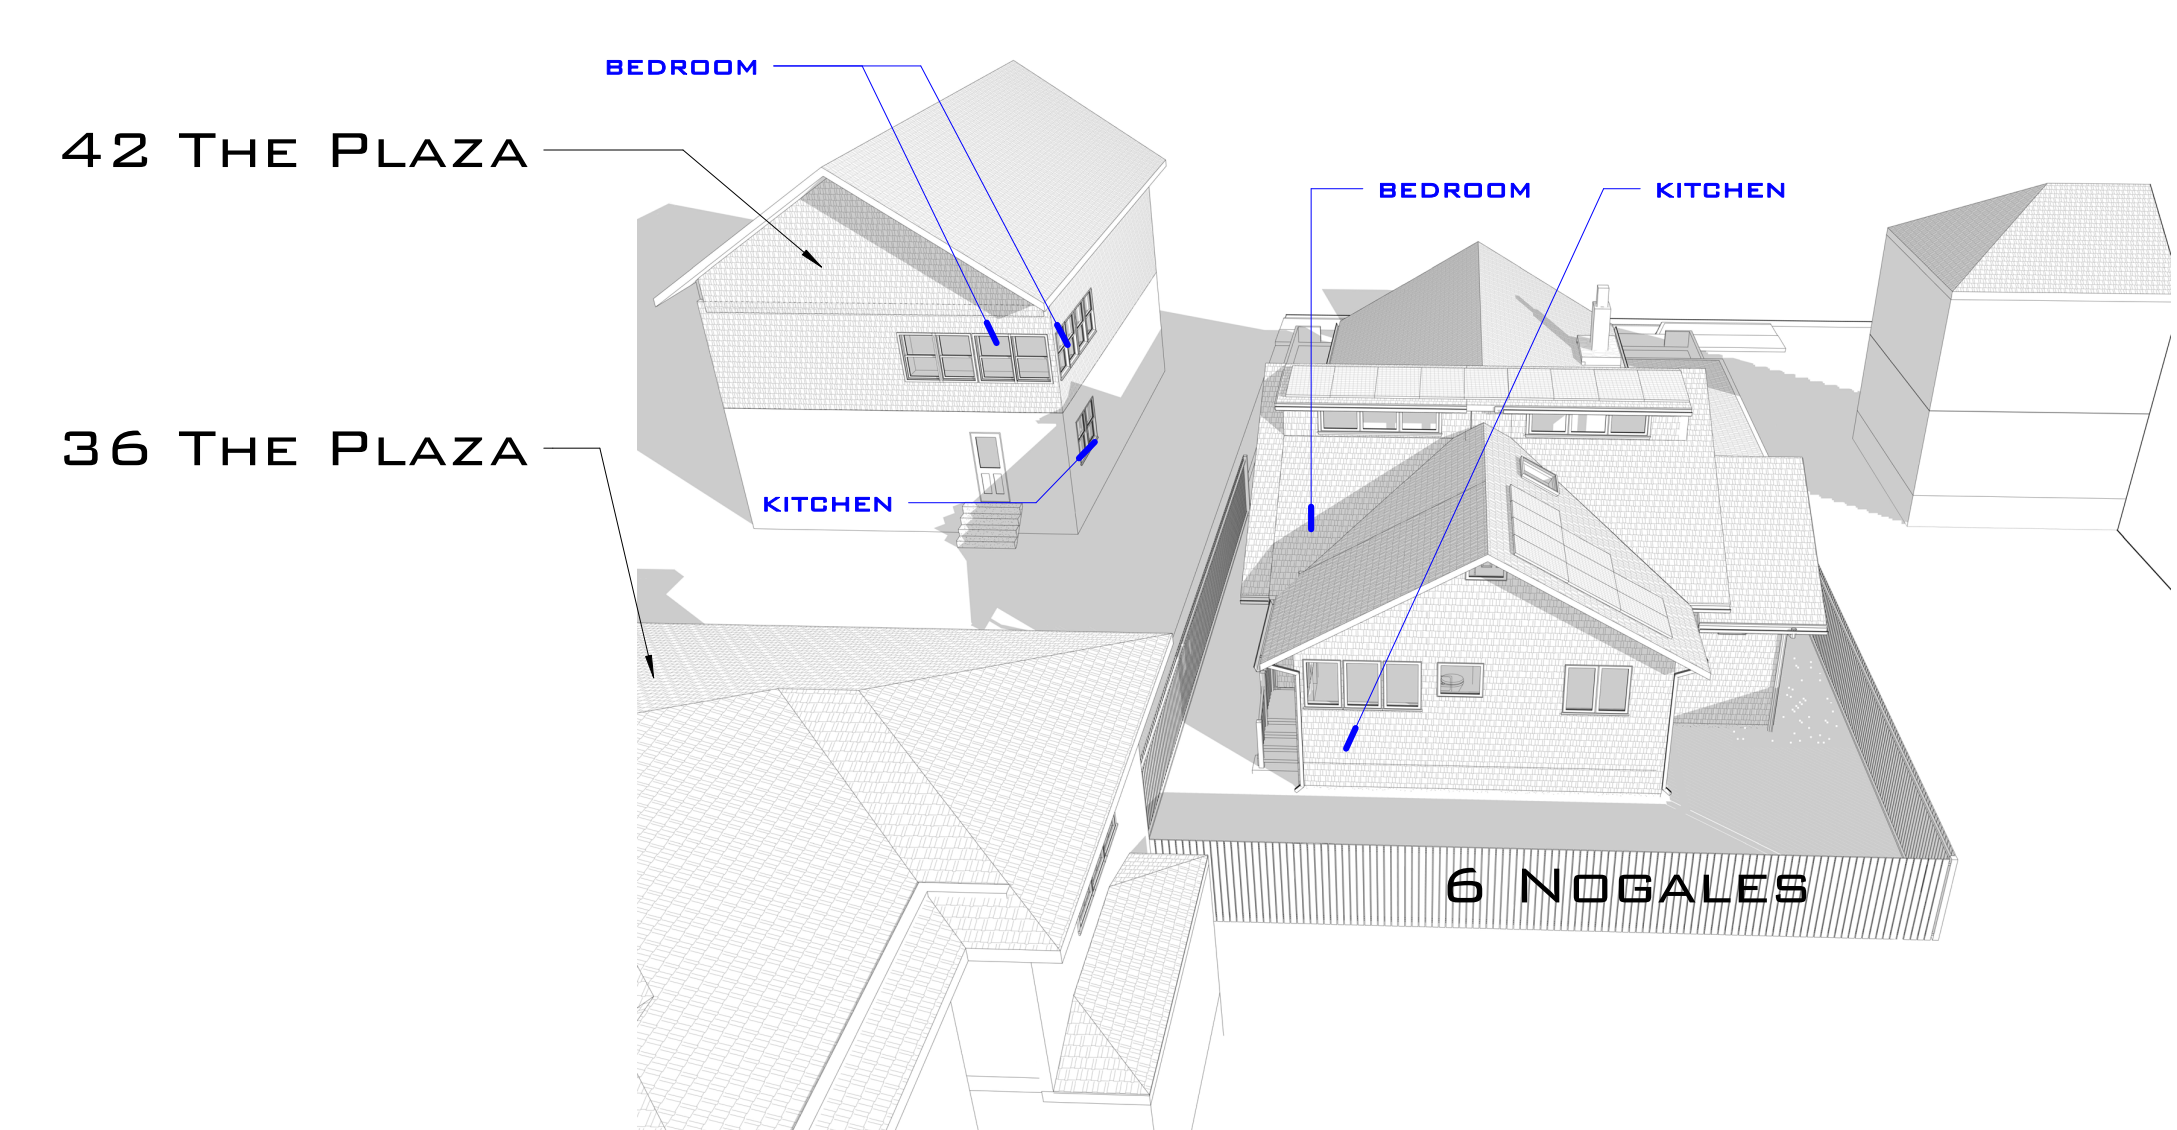 BEDROOM
42 THE PLAZA
BEDROOM
KITCHEN
36 THE PLAZA
KITCHEN
6 NOGALES